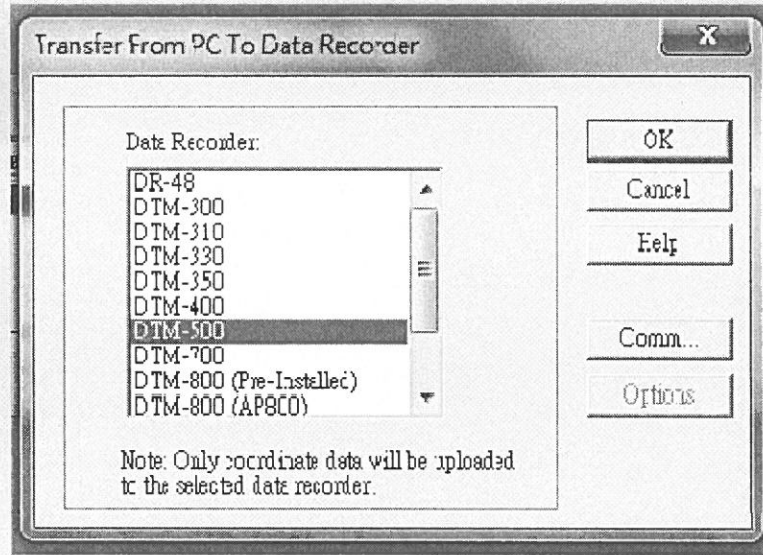 Transfer From PC To Data Recorder
X
Data Recorder:
DR-48
DTM-300
DTM-310
DTM-330
DTM-350
DTM-400
DTM-500
DTM-700
DTM-800 (Pre-Installed)
DTM-800 (AP800)
Note: Only coordinate data will be uploaded
to the selected data recorder.
OK
Cancel
Help
Comm...
Options